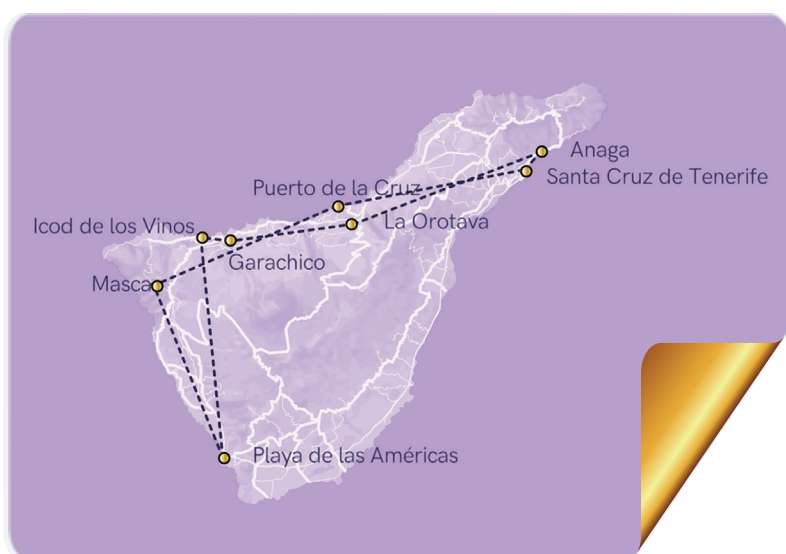 Anaga
Santa Cruz de Tenerife
Puerto de la Cruz
La Orotava
Icod de los Vinos
Garachico
Masca
Playa de las Américas